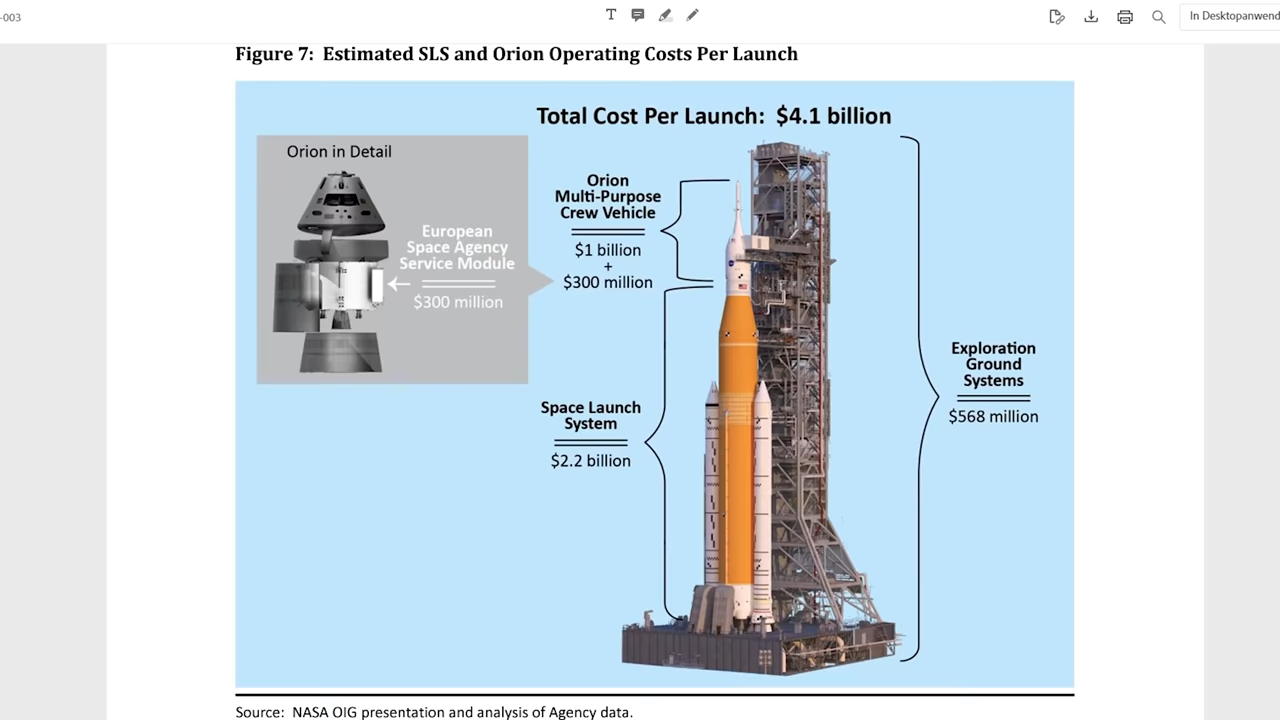 -003
In Desktopanwend
Figure 7: Estimated SLS and Orion Operating Costs Per Launch
Total Cost Per Launch: $4.1 billion
Orion in Detail
European
Space Agency
Service Module
$300 million
Orion
Multi-Purpose
Crew Vehicle
$1 billion
+
$300 million
Space Launch
System
$2.2 billion
Exploration
Ground
Systems
$568 million
Source: NASA OIG presentation and analysis of Agency data.